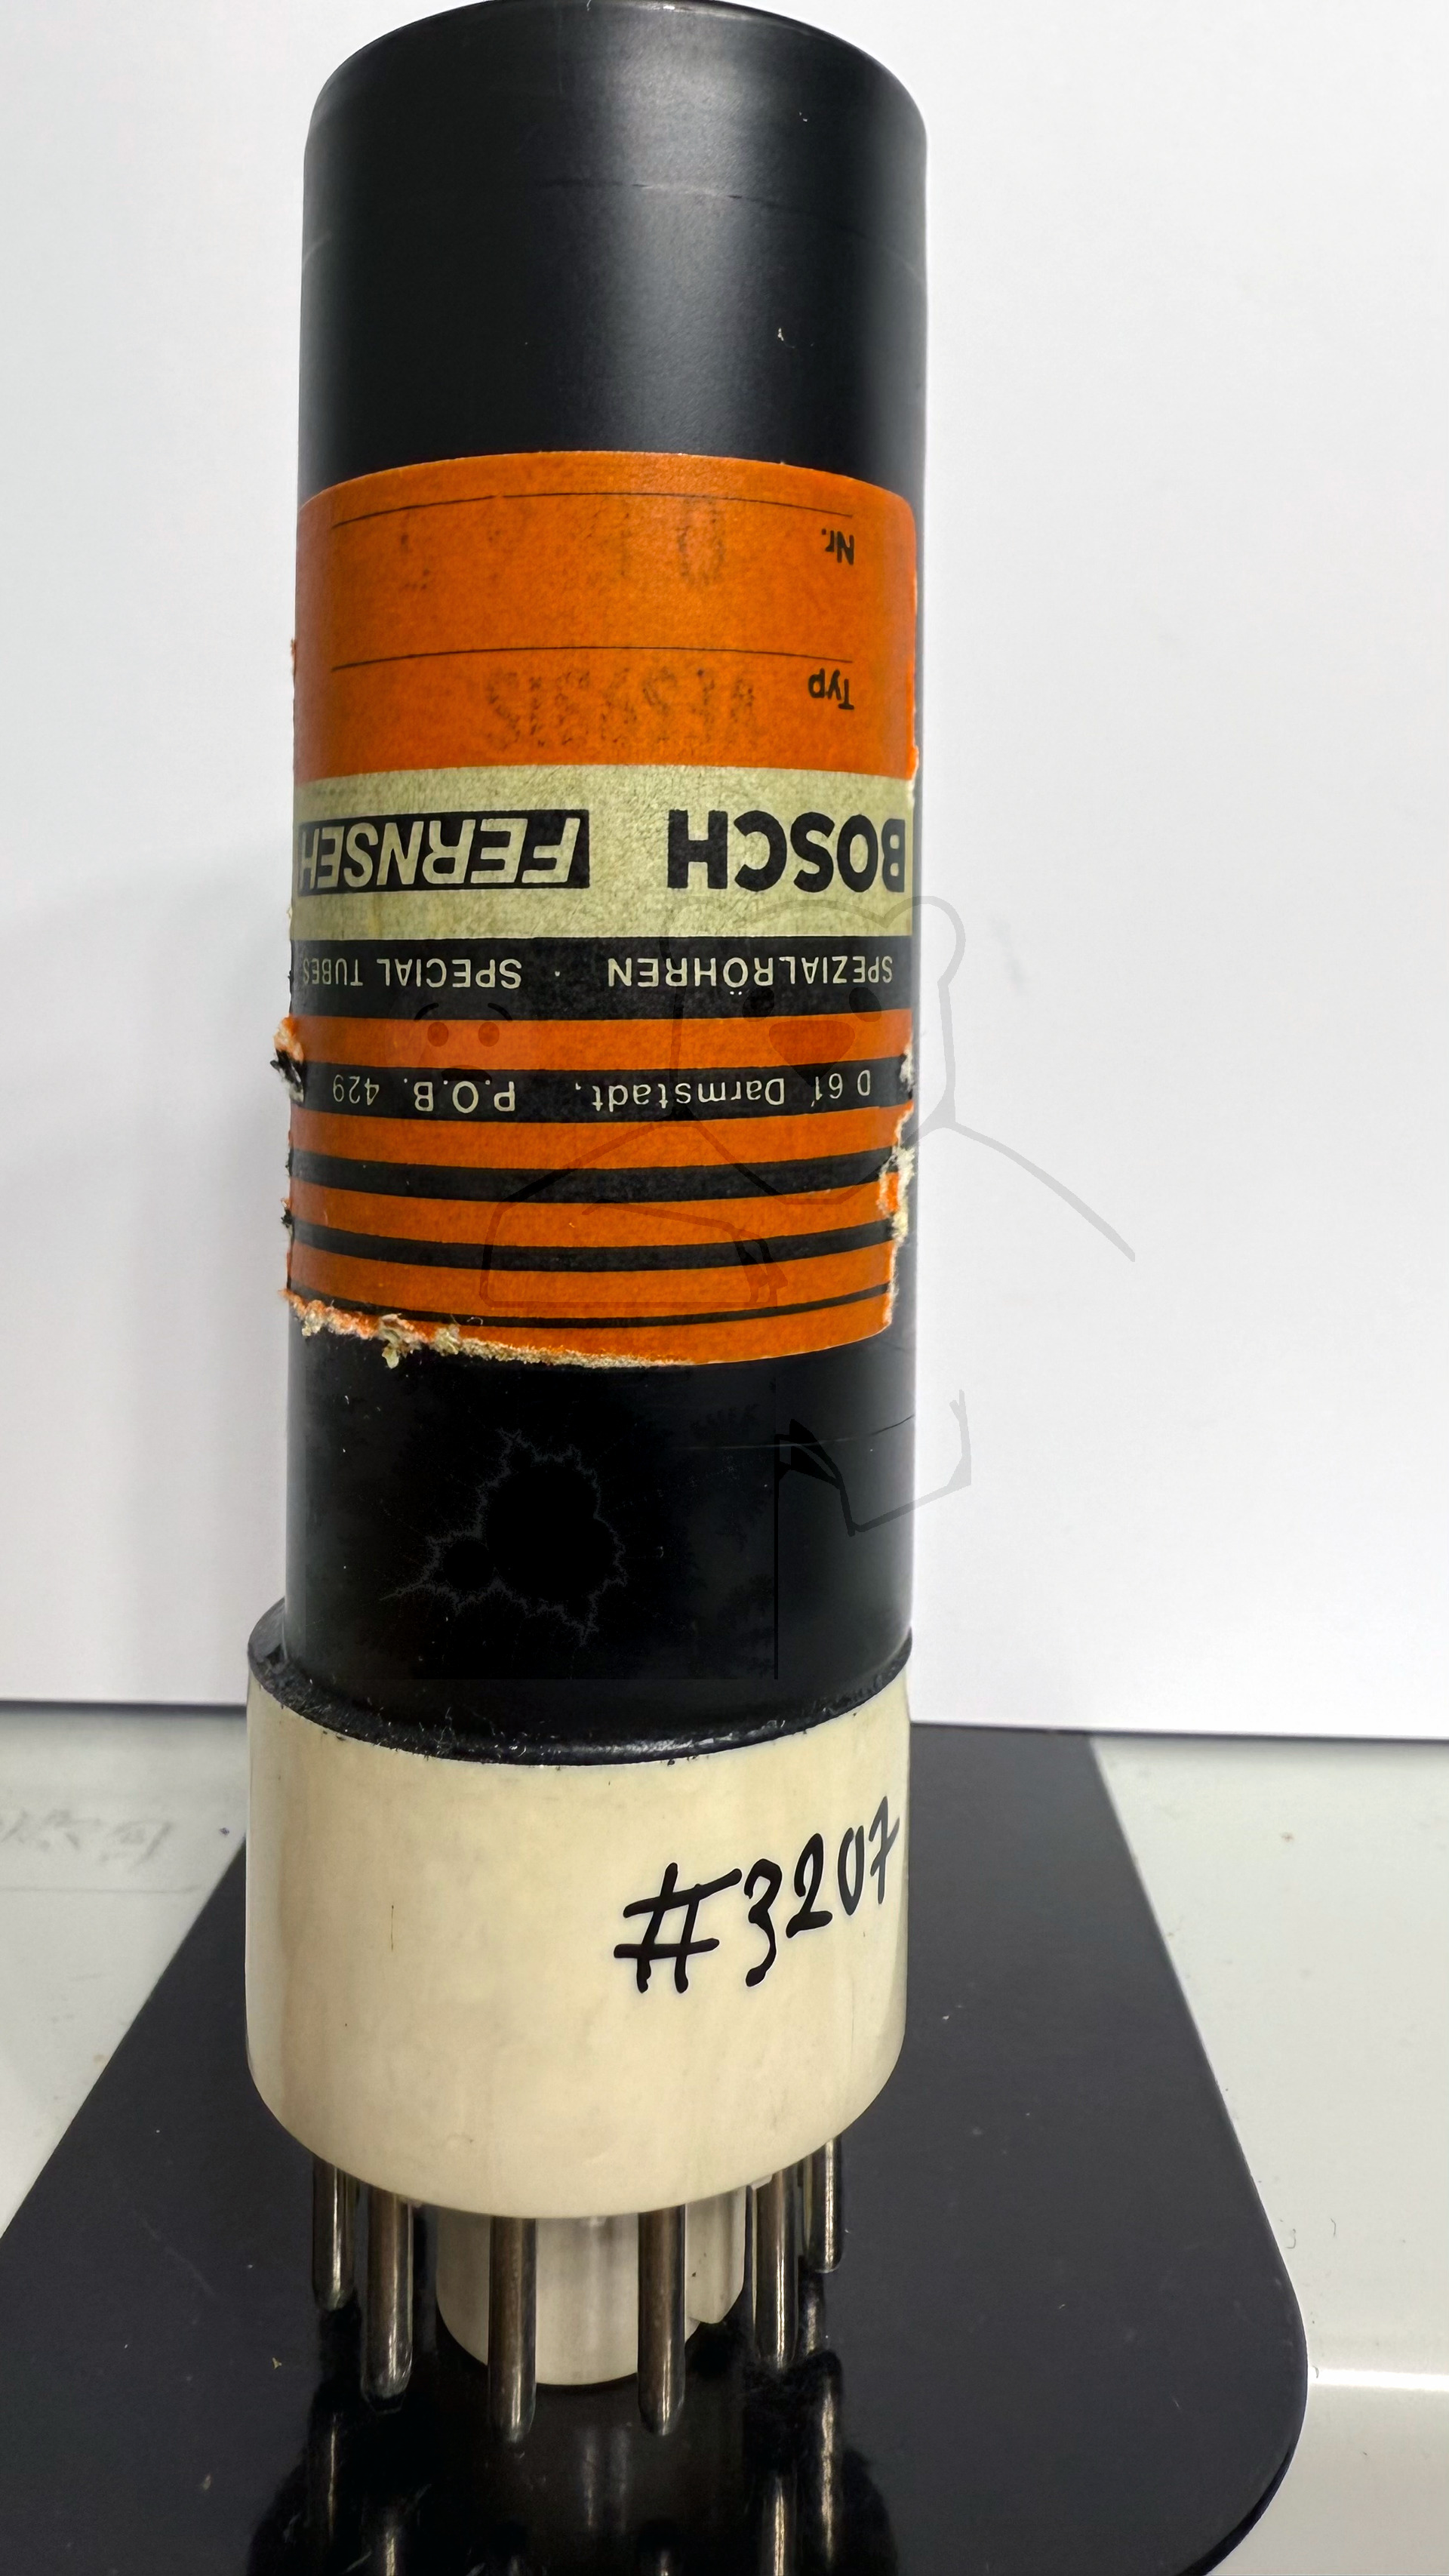 Nr.
Typ
BOSCH FERNSEH
SPEZIALRÖHREN · SPECIAL TUBES
D 61 Darmstadt, P.O.B. 429
#3207